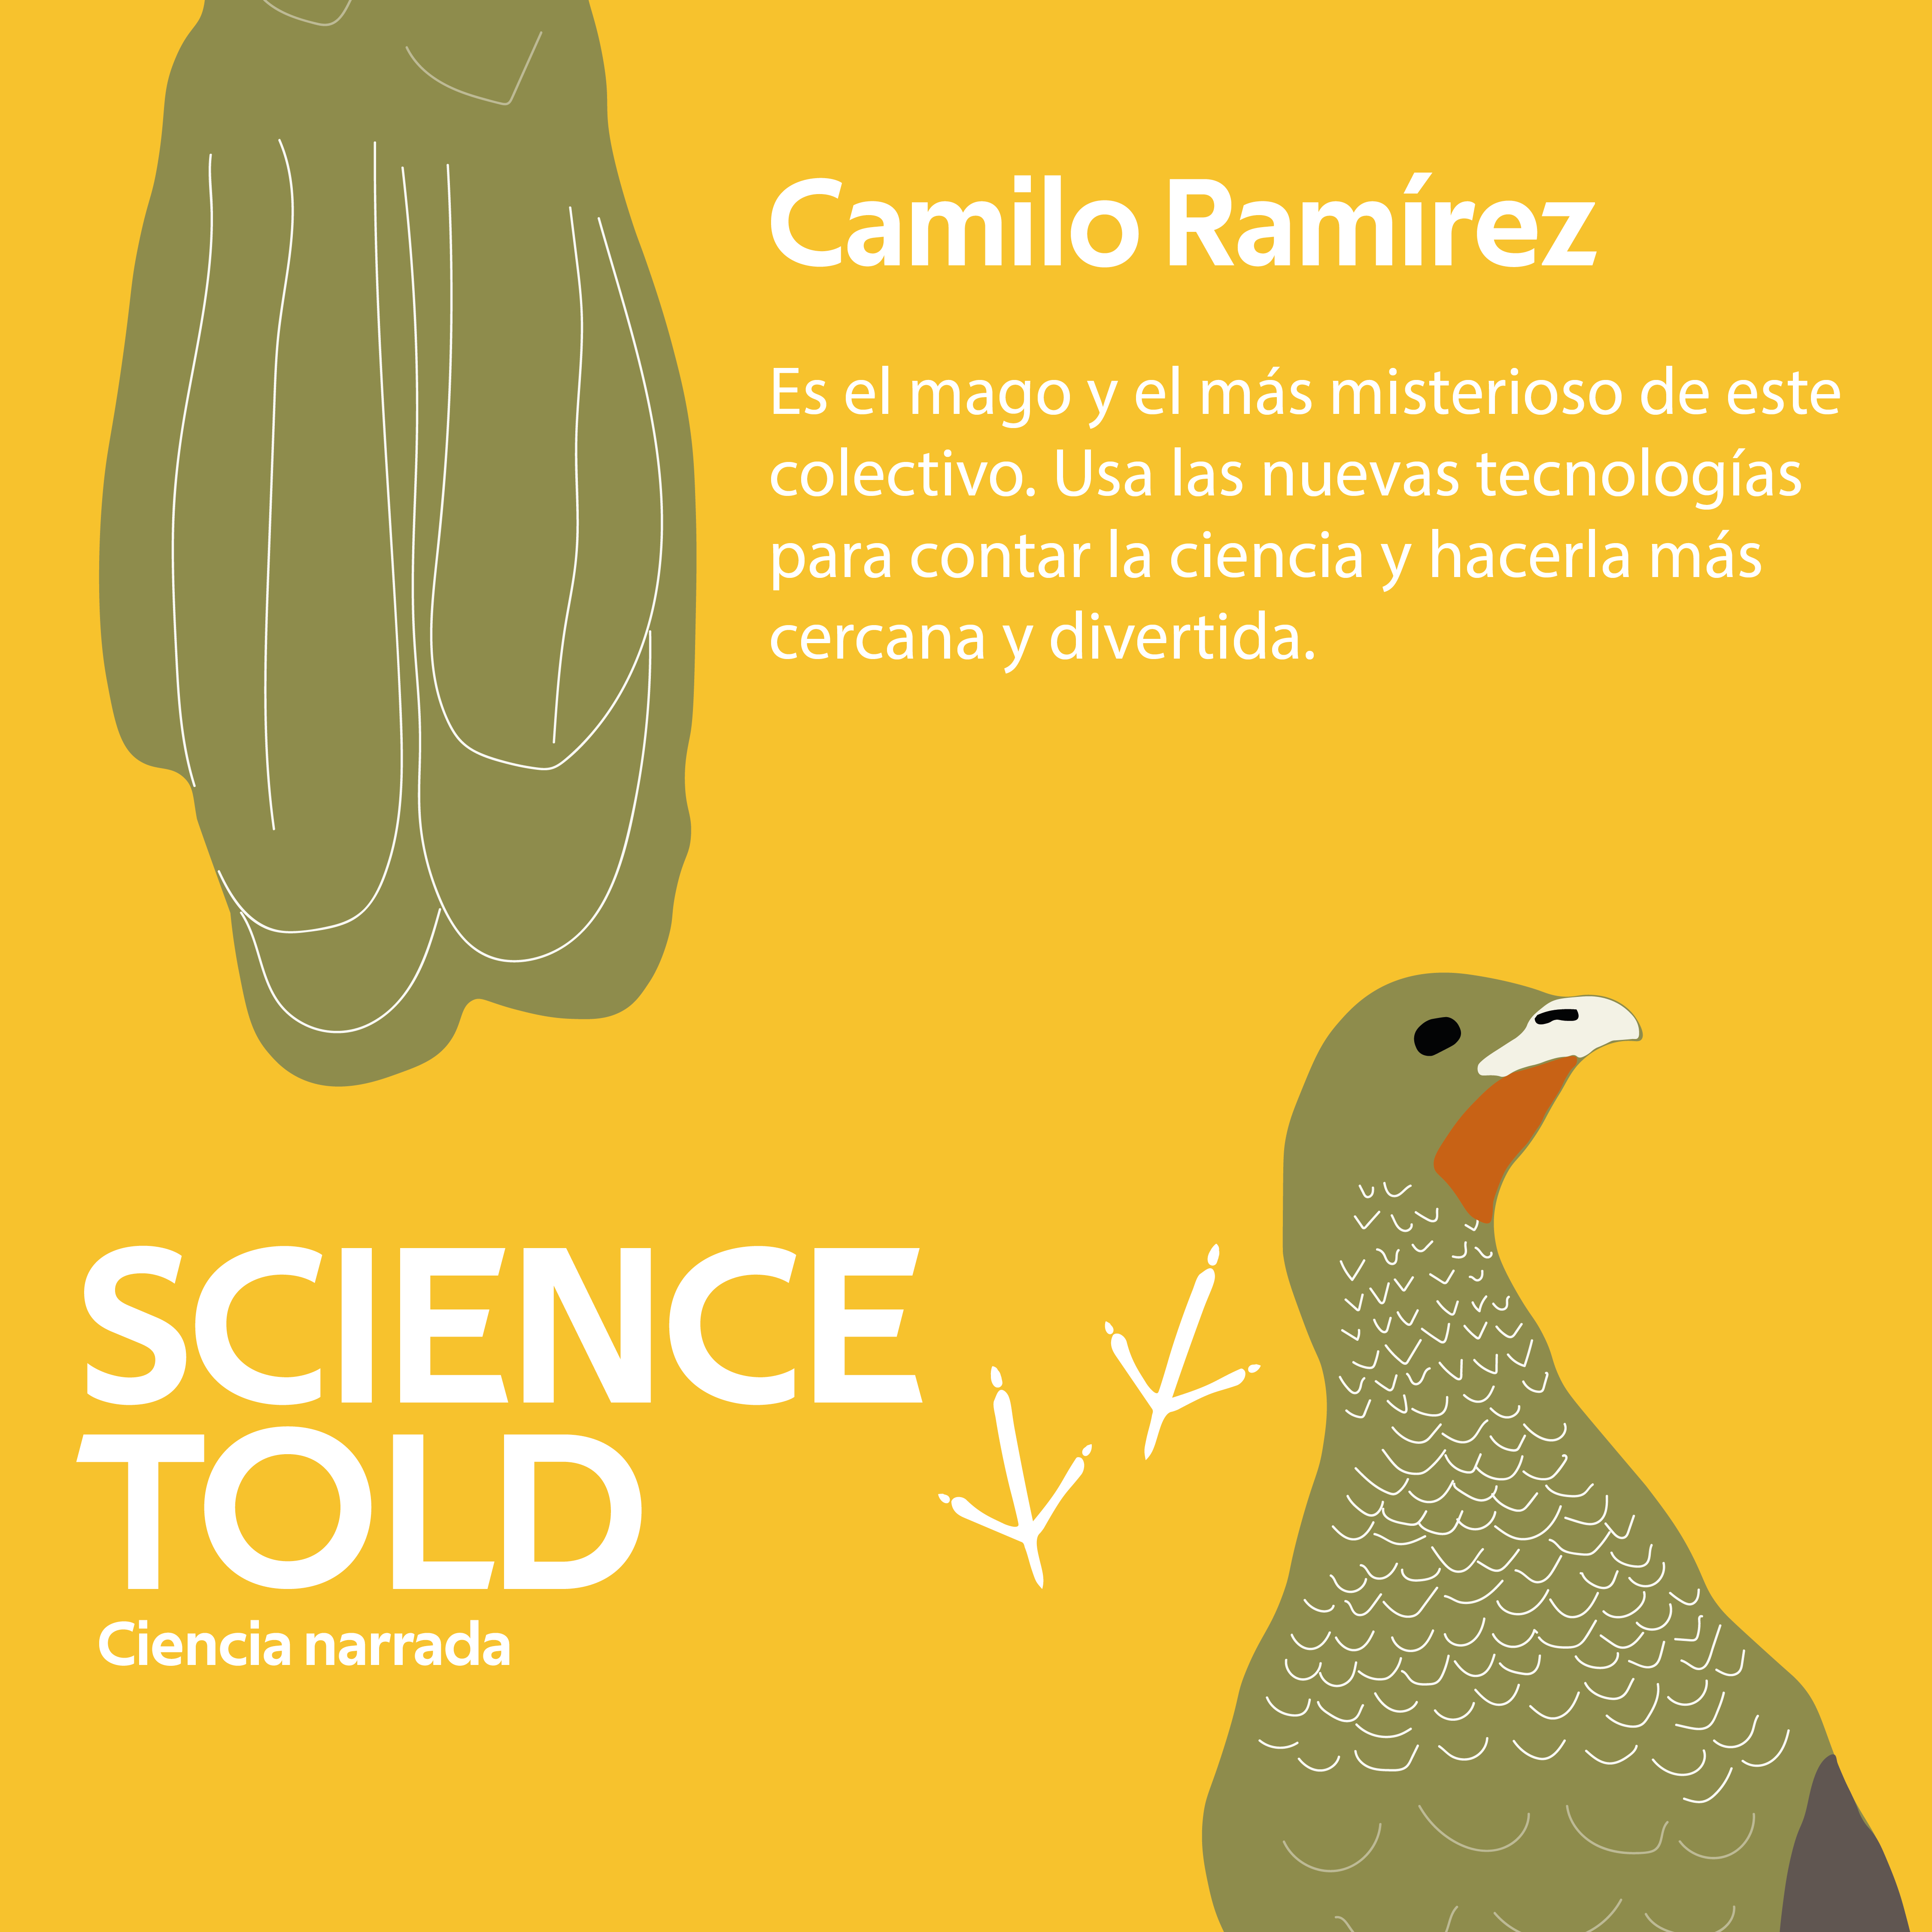 Camilo Ramírez
Es el mago y el más misterioso de este
colectivo. Usa las nuevas tecnologías
para contar la ciencia y hacerla más
cercana y divertida.
SCIENCE
TOLD
Ciencia narrada